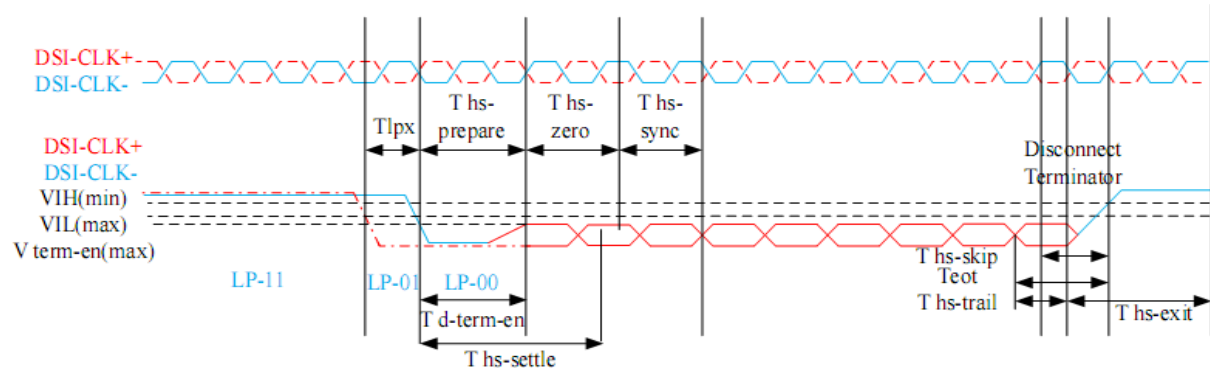 DSI-CLK+
DSI-CLK-
T hs-
prepare
T hs-
zero
T hs-
sync
Tlpx
DSI-CLK+
DSI-CLK-
Disconnect
Terminator
VIH(min)
VIL(max)
V term-en(max)
LP-11
LP-01
LP-00
T hs-skip
Teot
T hs-trail
T hs-exit
T d-term-en
T hs-settle